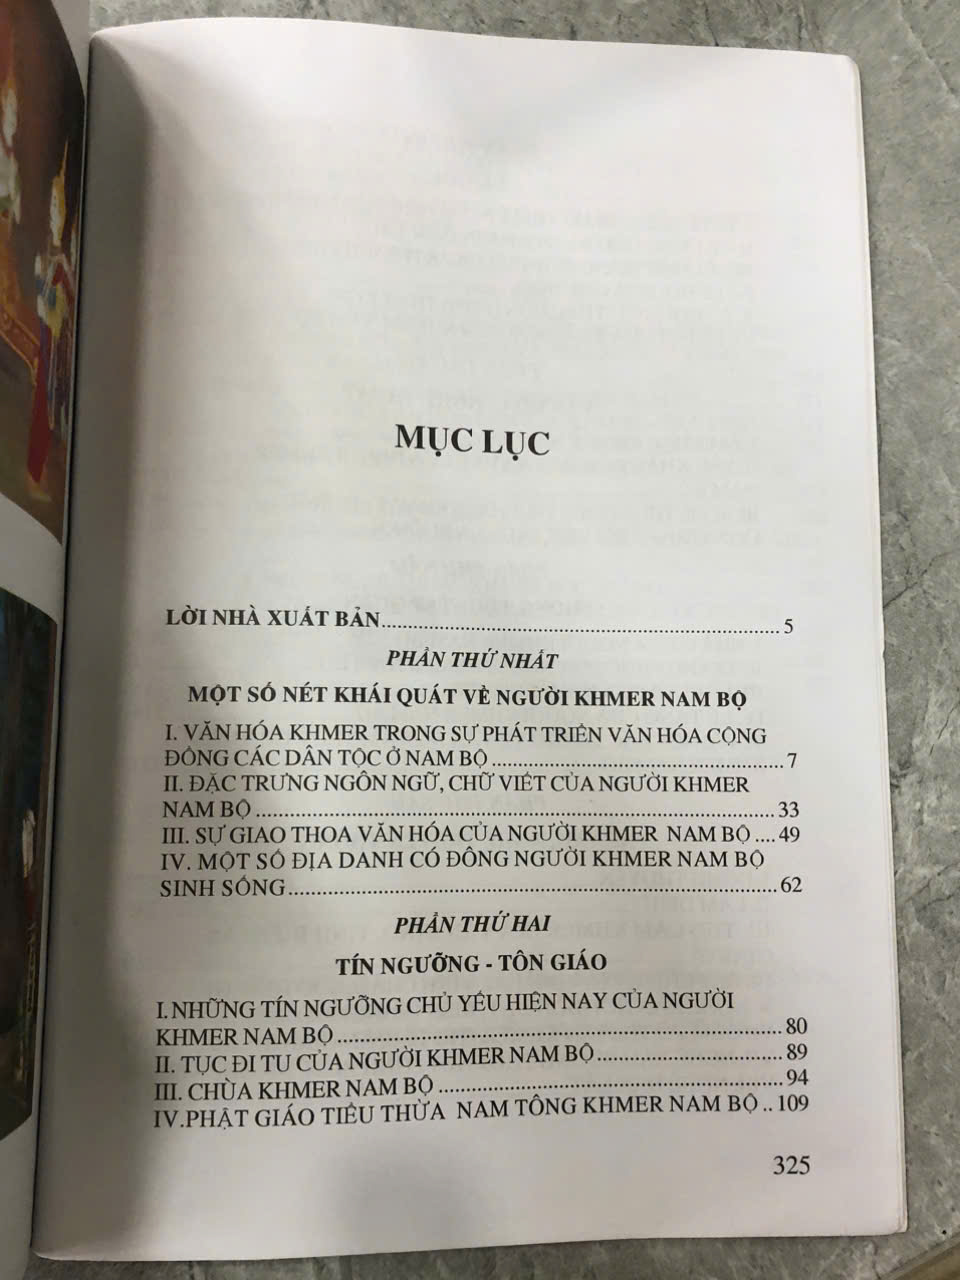 MỤC LỤC
LỜI NHÀ XUẤT BẢN.................................................................. 5
PHẦN THỨ NHẤT
MỘT SỐ NÉT KHÁI QUÁT VỀ NGƯỜI KHMER NAM BỘ
I. VĂN HÓA KHMER TRONG SỰ PHÁT TRIỂN VĂN HÓA CỘNG
ĐỒNG CÁC DÂN TỘC Ở NAM BỘ.................................................. 7
II. ĐẶC TRƯNG NGÔN NGỮ, CHỮ VIẾT CỦA NGƯỜI KHMER
NAM BỘ........................................................................................ 33
III. SỰ GIAO THOA VĂN HÓA CỦA NGƯỜI KHMER NAM BỘ....49
IV. MỘT SỐ ĐỊA DANH CÓ ĐÔNG NGƯỜI KHMER NAM BỘ
SINH SỐNG.................................................................................. 62
PHẦN THỨ HAI
TÍN NGƯỠNG - TÔN GIÁO
I.NHỮNG TÍN NGƯỠNG CHỦ YẾU HIỆN NAY CỦA NGƯỜI
KHMER NAM BỘ.......................................................................... 80
II. TỤC ĐI TU CỦA NGƯỜI KHMER NAM BỘ............................... 89
III. CHÙA KHMER NAM BỘ.......................................................... 94
IV.PHẬT GIÁO TIỂU THỪA NAM TÔNG KHMER NAM BỘ..109
325